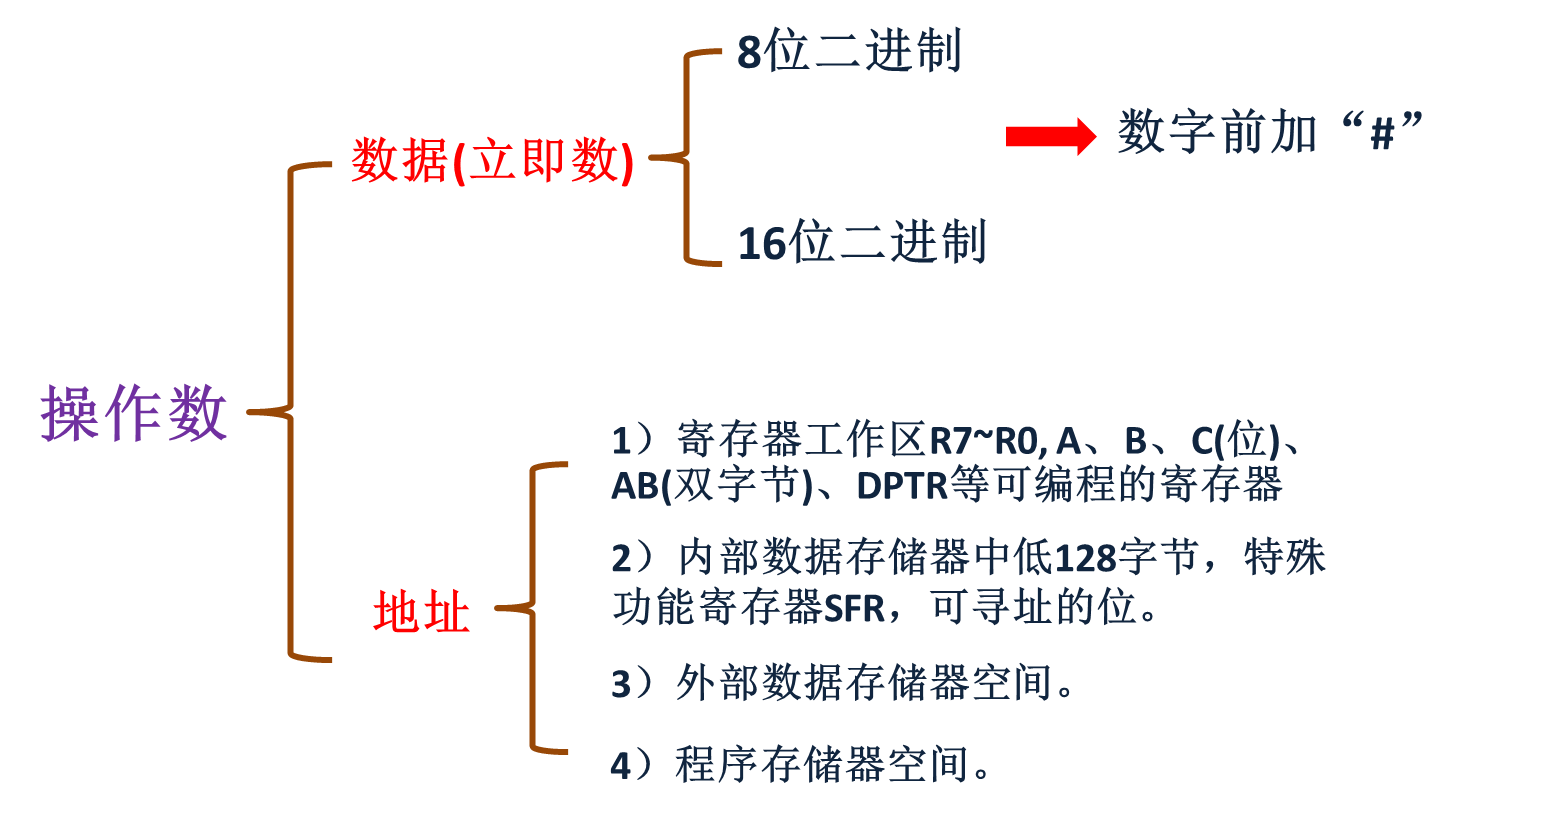 操作数
数据(立即数)
8位二进制
16位二进制
数字前加“#”
地址
1）寄存器工作区R7~R0, A、B、C(位)、
AB(双字节)、DPTR等可编程的寄存器
2）内部数据存储器中低128字节，特殊
功能寄存器SFR，可寻址的位。
3）外部数据存储器空间。
4）程序存储器空间。